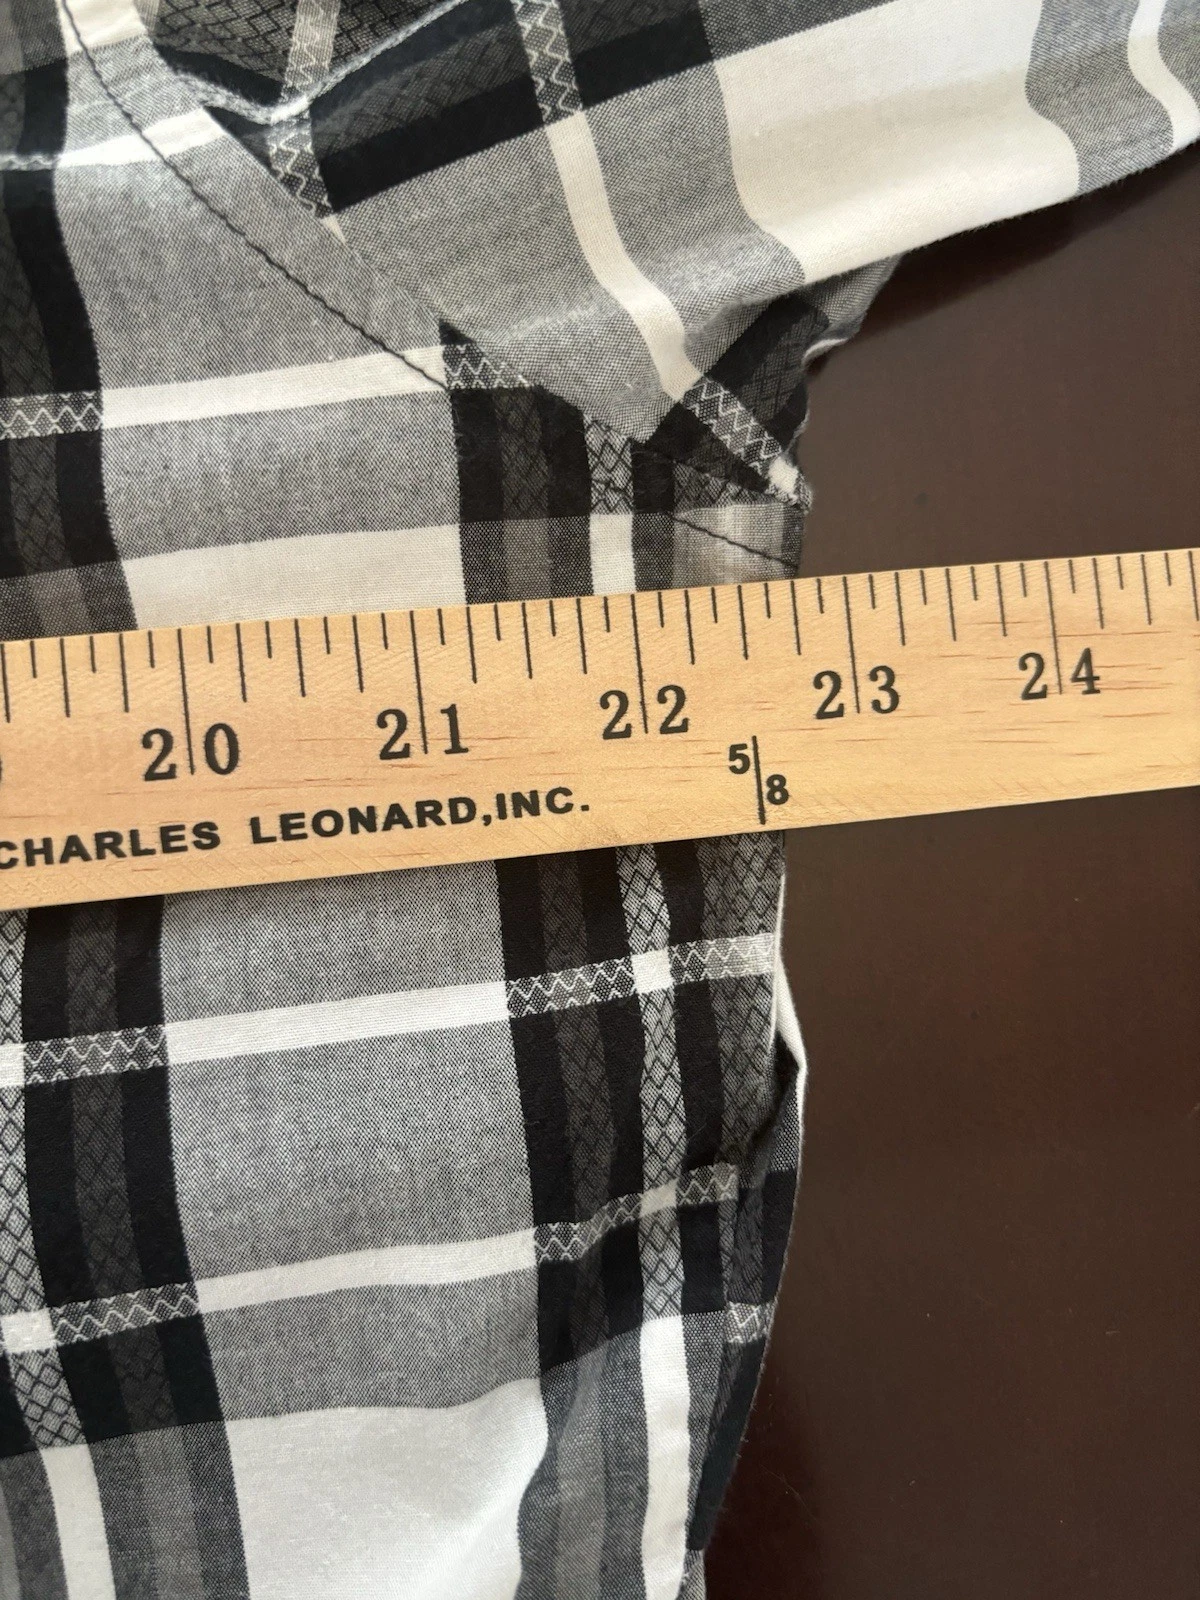 20 21 22 23 24
5/8
CHARLES LEONARD,INC.